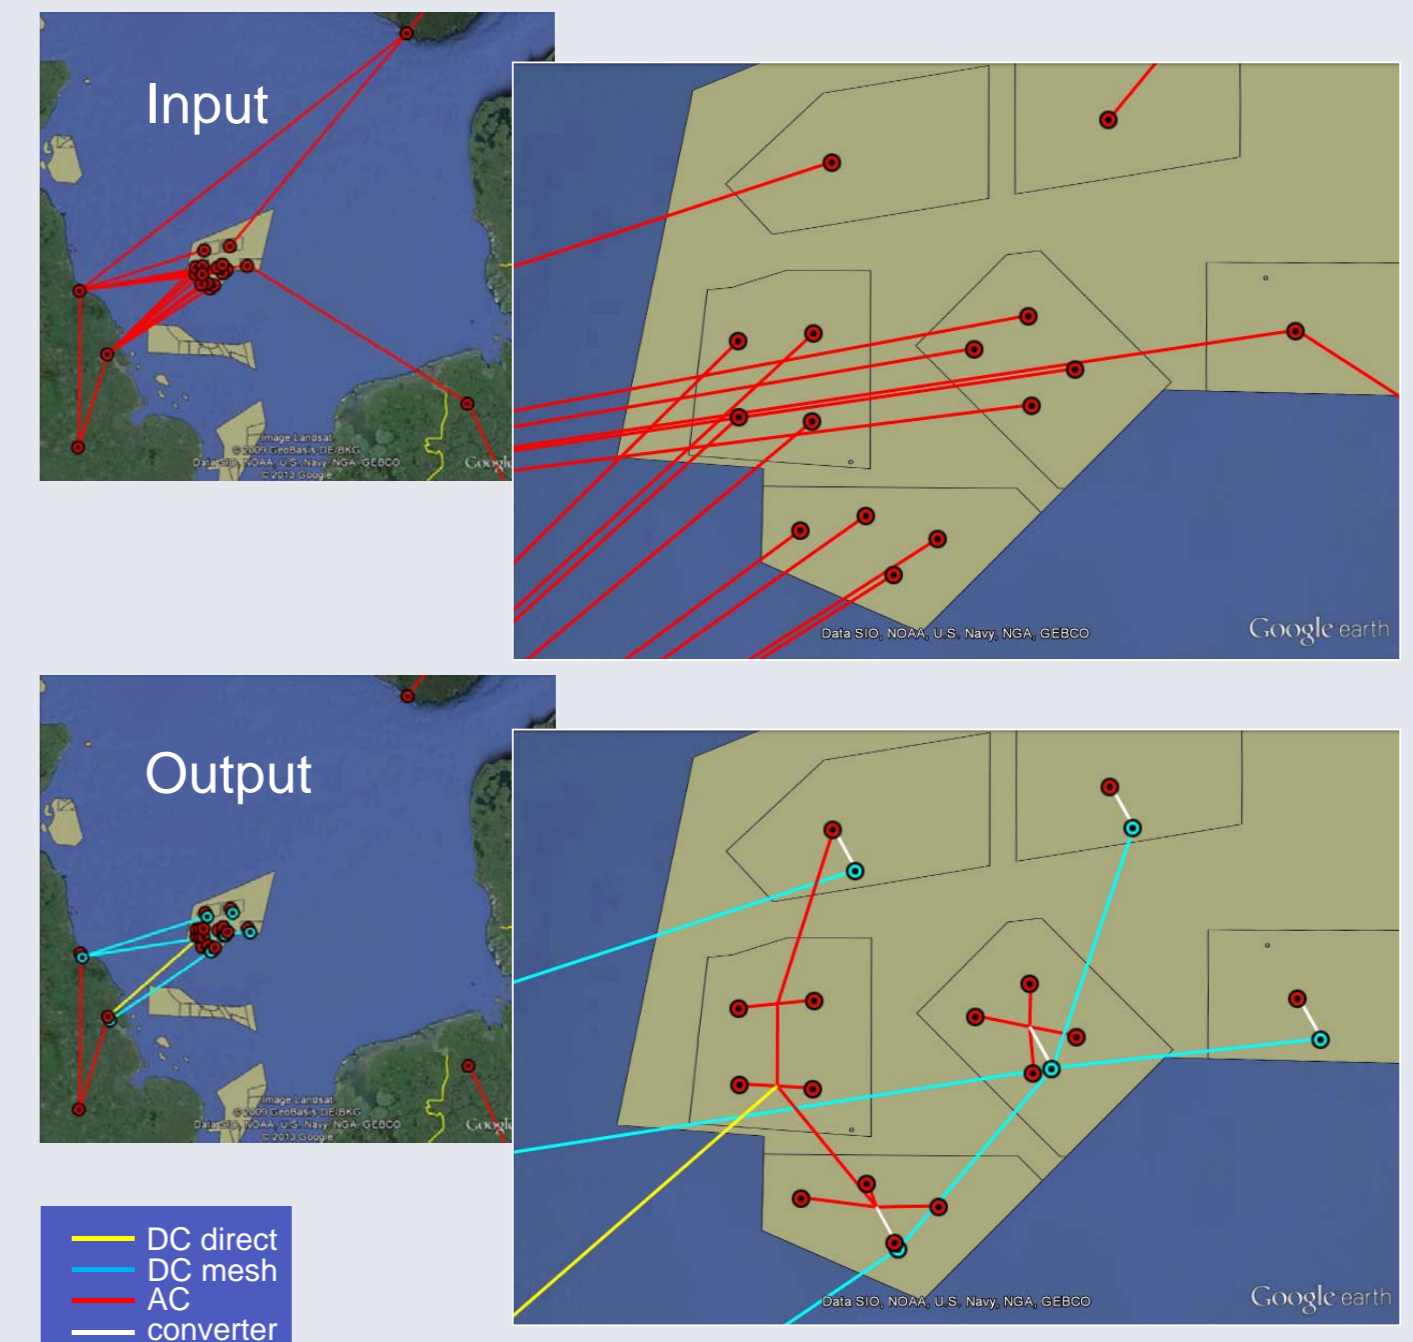 Input
Image Landsat
© 2009 GeoBasis-DE/BKG
Data SIO, NOAA, U.S. Navy, NGA, GEBCO
© 2013 Google
Google
Data SIO, NOAA, U.S. Navy, NGA, GEBCO
Google earth
Output
Image Landsat
© 2009 GeoBasis-DE/BKG
Data SIO, NOAA, U.S. Navy, NGA, GEBCO
© 2013 Google
Google
Data SIO, NOAA, U.S. Navy, NGA, GEBCO
Google earth
DC direct
DC mesh
AC
converter